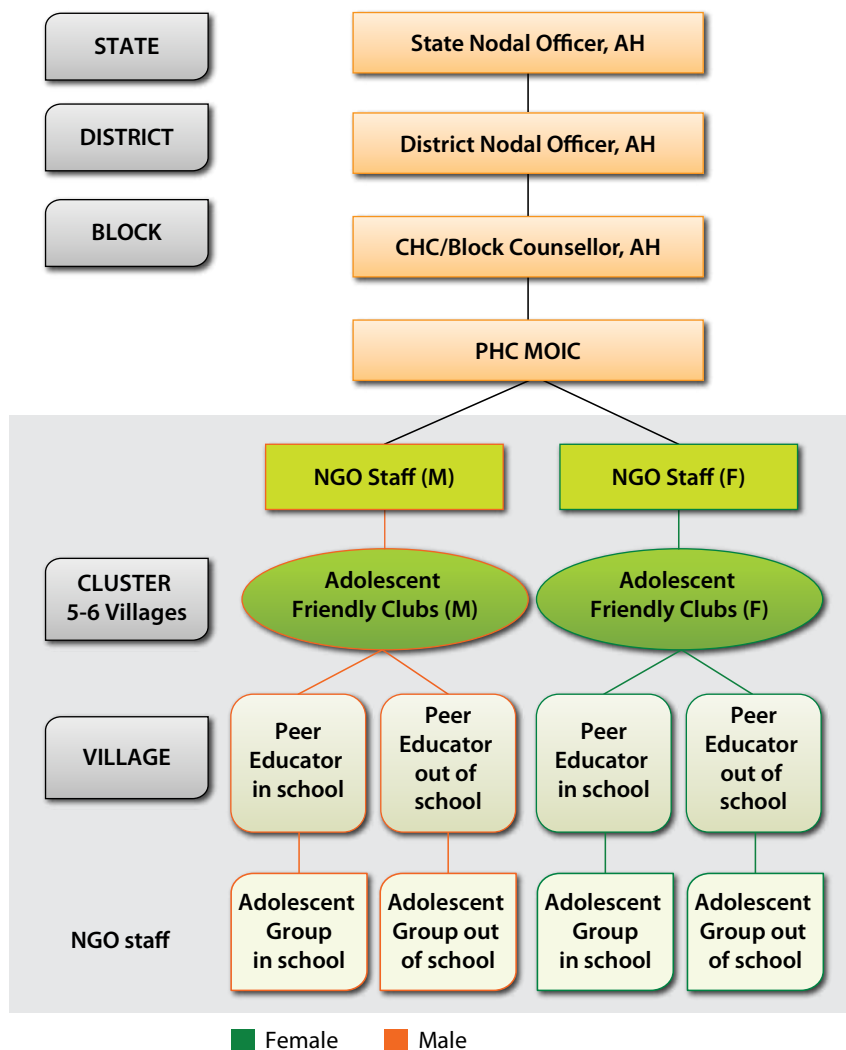 STATE
State Nodal Officer, AH
DISTRICT
District Nodal Officer, AH
BLOCK
CHC/Block Counsellor, AH
PHC MOIC
NGO Staff (M)
NGO Staff (F)
CLUSTER
5-6 Villages
Adolescent
Friendly Clubs (M)
Adolescent
Friendly Clubs (F)
VILLAGE
Peer
Educator
in school
Peer
Educator
out of
school
Peer
Educator
in school
Peer
Educator
out of
school
NGO staff
Adolescent
Group
in school
Adolescent
Group out
of school
Adolescent
Group
in school
Adolescent
Group out
of school
Female
Male